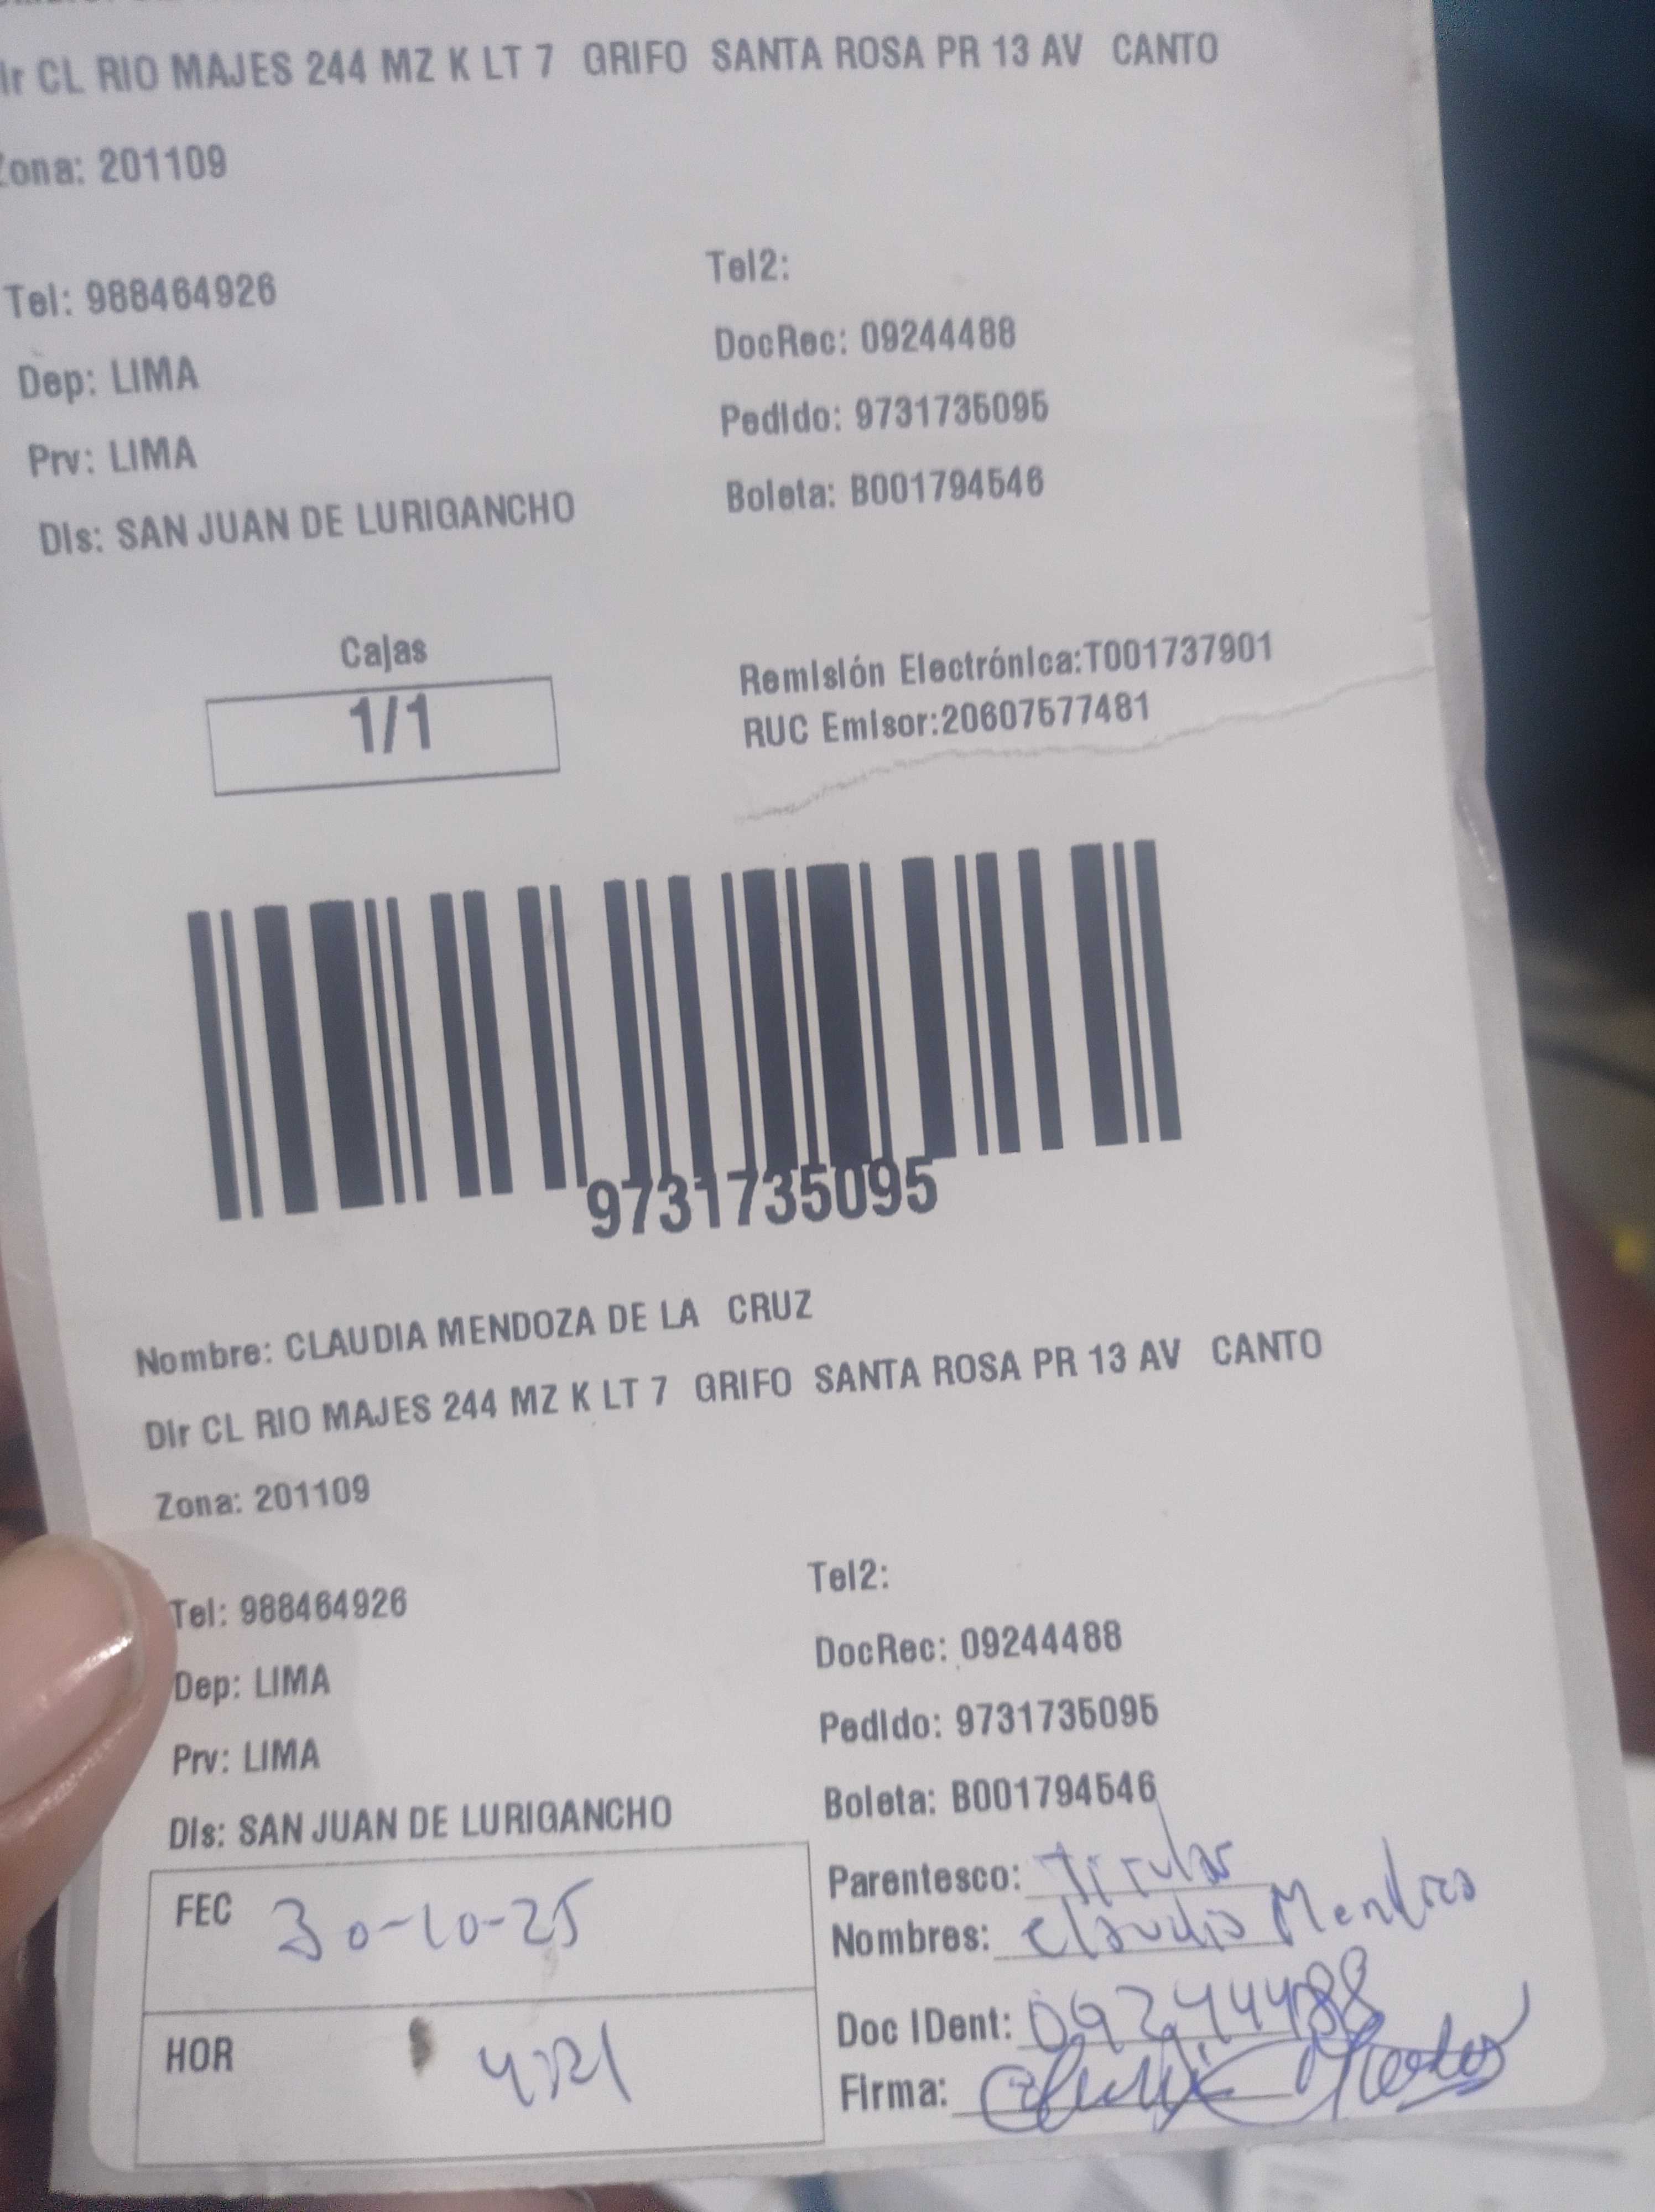 Ir CL RIO MAJES 244 MZ K LT 7 GRIFO SANTA ROSA PR 13 AV CANTO
Zona: 201109
Tel: 988464926
Tel2:
Dep: LIMA
DocRec: 09244488
Prv: LIMA
Pedido: 9731735095
Dis: SAN JUAN DE LURIGANCHO
Boleta: B001794546
Cajas
1/1
Remisión Electrónica:T001737901
RUC Emisor:20607577481
9731735095
Nombre: CLAUDIA MENDOZA DE LA CRUZ
Dir CL RIO MAJES 244 MZ K LT 7 GRIFO SANTA ROSA PR 13 AV CANTO
Zona: 201109
Tel: 988464926
Tel2:
Dep: LIMA
DocRec: 09244488
Prv: LIMA
Pedido: 9731735095
Dis: SAN JUAN DE LURIGANCHO
Boleta: B001794546
FEC 30-10-25
HOR
Parentesco: Titular
Nombres: Claudia Mendoza
Doc IDent: 09244488
Firma: